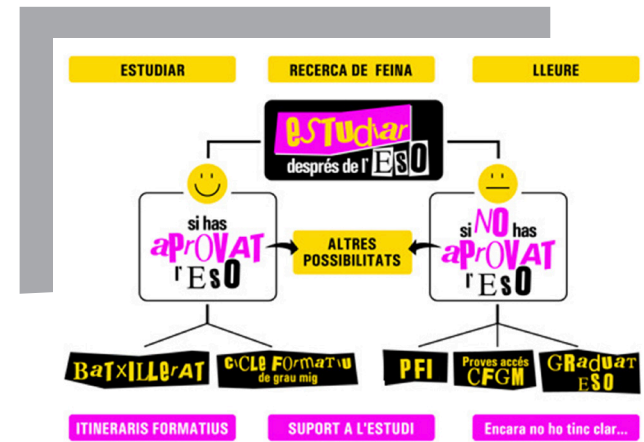 ESTUDIAR
RECERCA DE FEINA
LLEURE
ESTUDIAR
després de l'ESO
si has
APROVAT
l'ESO
ALTRES
POSSIBILITATS
si NO has
APROVAT
l'ESO
BATXILLERAT
CICLE FORMATIU
de grau mig
PFI
Proves accés
CFGM
GRADUAT
ESO
ITINERARIS FORMATIUS
SUPORT A L'ESTUDI
Encara no ho tinc clar...